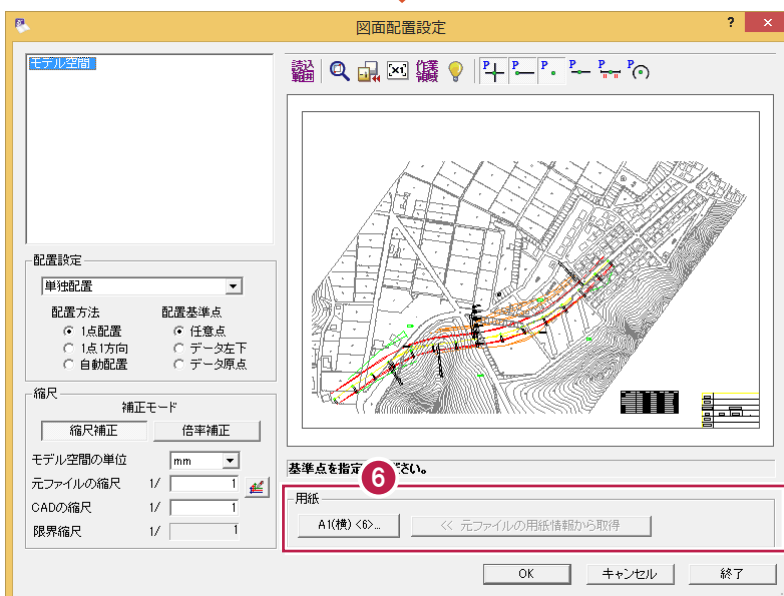 図面配置設定
?
×
モデル空間
読込
範囲
[×1]
作業
領域
P
P
P
P
P
P
配置設定
単独配置
配置方法
配置基準点
1点配置
任意点
1点1方向
データ左下
自動配置
データ原点
縮尺
補正モード
縮尺補正
倍率補正
モデル空間の単位
mm
元ファイルの縮尺
1/
1
CADの縮尺
1/
1
限界縮尺
1/
1
基準点を指定
ださい。
6
用紙
A1(横) <6>...
<< 元ファイルの用紙情報から取得
OK
キャンセル
終了